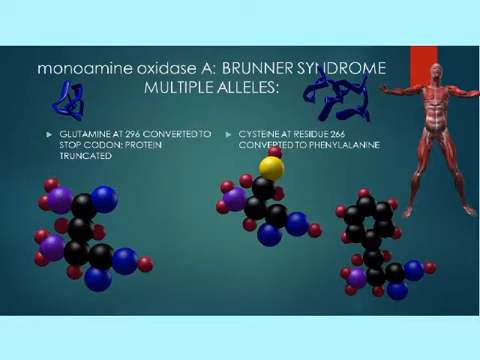 monoamine oxidase A: BRUNNER SYNDROME
MULTIPLE ALLELES:
GLUTAMINE AT 296 CONVERTED TO
STOP CODON; PROTEIN
TRUNCATED
CYSTEINE AT RESIDUE 266
CONVERTED TO PHENYLALANINE